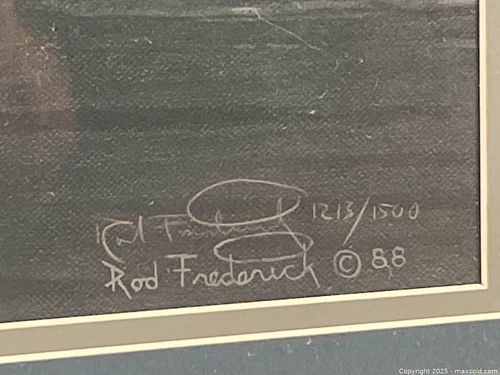 Rod Frederick 1213/1500
Rod Frederick © 88
Copyright 2025 - maxsold.com